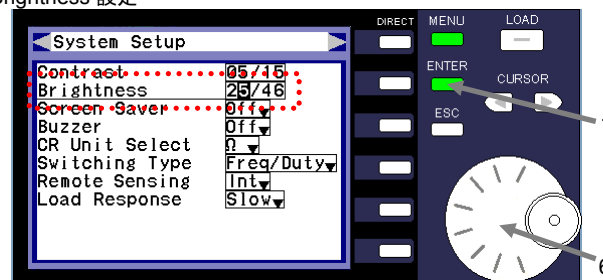 Brightness 設定
DIRECT MENU LOAD
System Setup
ENTER
CURSOR
ESC
Contrast 05/15
Brightness 25/46
Screen Saver Off
Buzzer Off
CR Unit Select Ω
Switching Type Freq/Duty
Remote Sensing Int
Load Response Slow
6